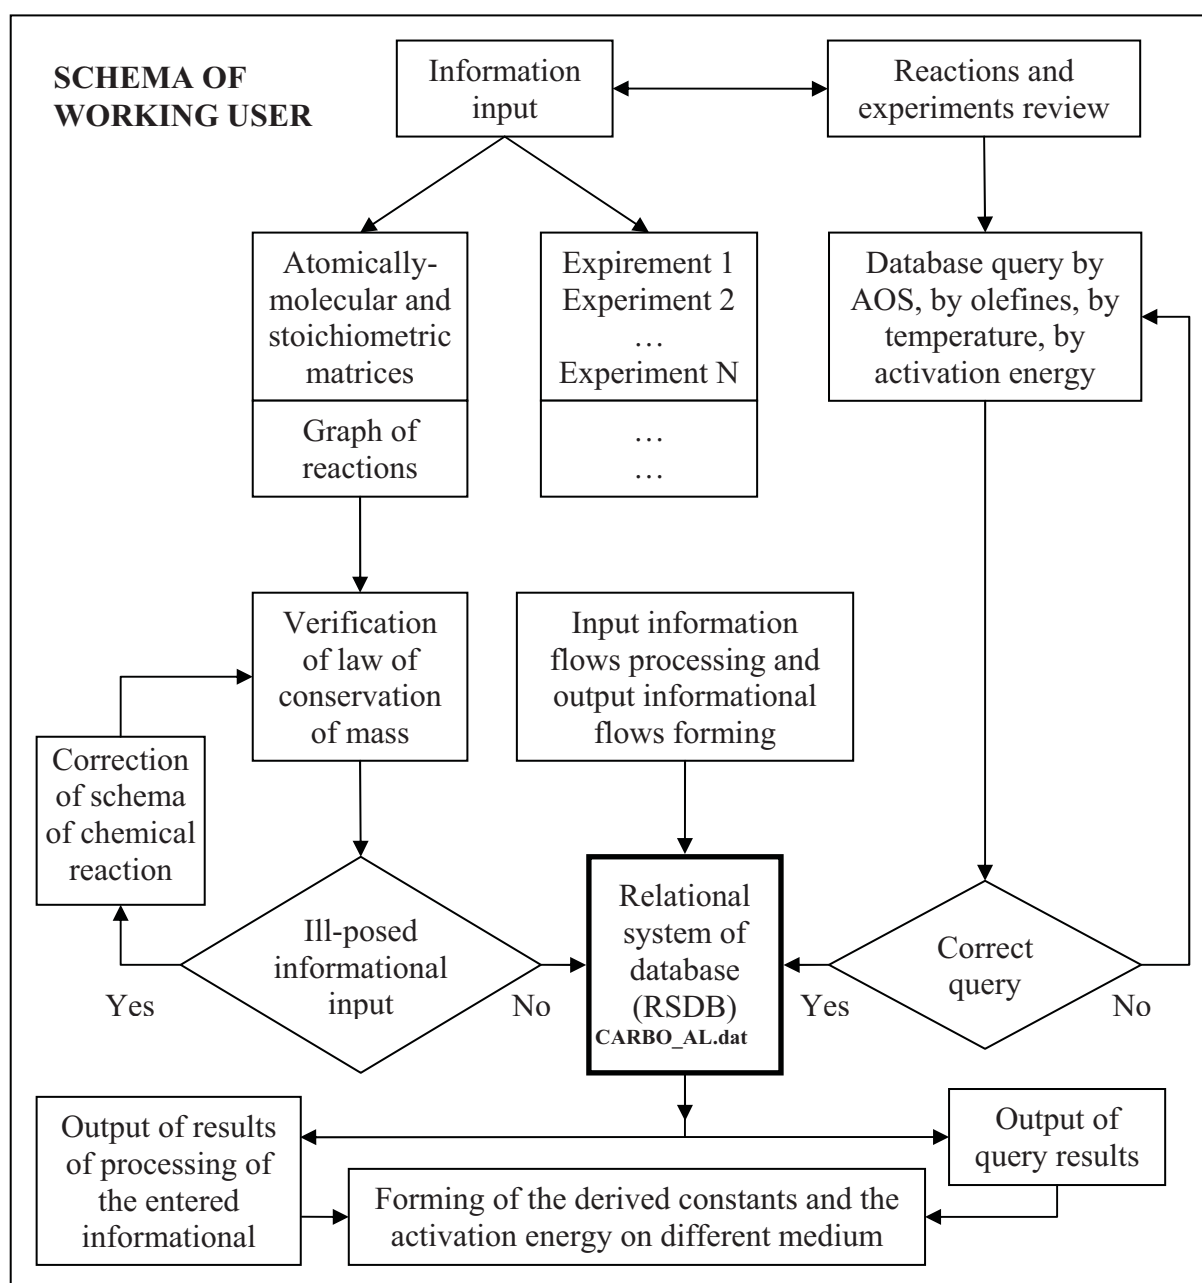 SCHEMA OF
WORKING USER
Information
input
Reactions and
experiments review
Atomically-
molecular and
stoichiometric
matrices
Graph of
reactions
Expirement 1
Experiment 2
…
Experiment N
…
…
Database query by
AOS, by olefines, by
temperature, by
activation energy
Verification
of law of
conservation
of mass
Input information
flows processing and
output informational
flows forming
Correction
of schema
of chemical
reaction
Ill-posed
informational
input
Yes
No
Relational
system of
database
(RSDB)
CARBO_AL.dat
Correct
query
Yes
No
Output of results
of processing of
the entered
informational
Output of
query results
Forming of the derived constants and the
activation energy on different medium